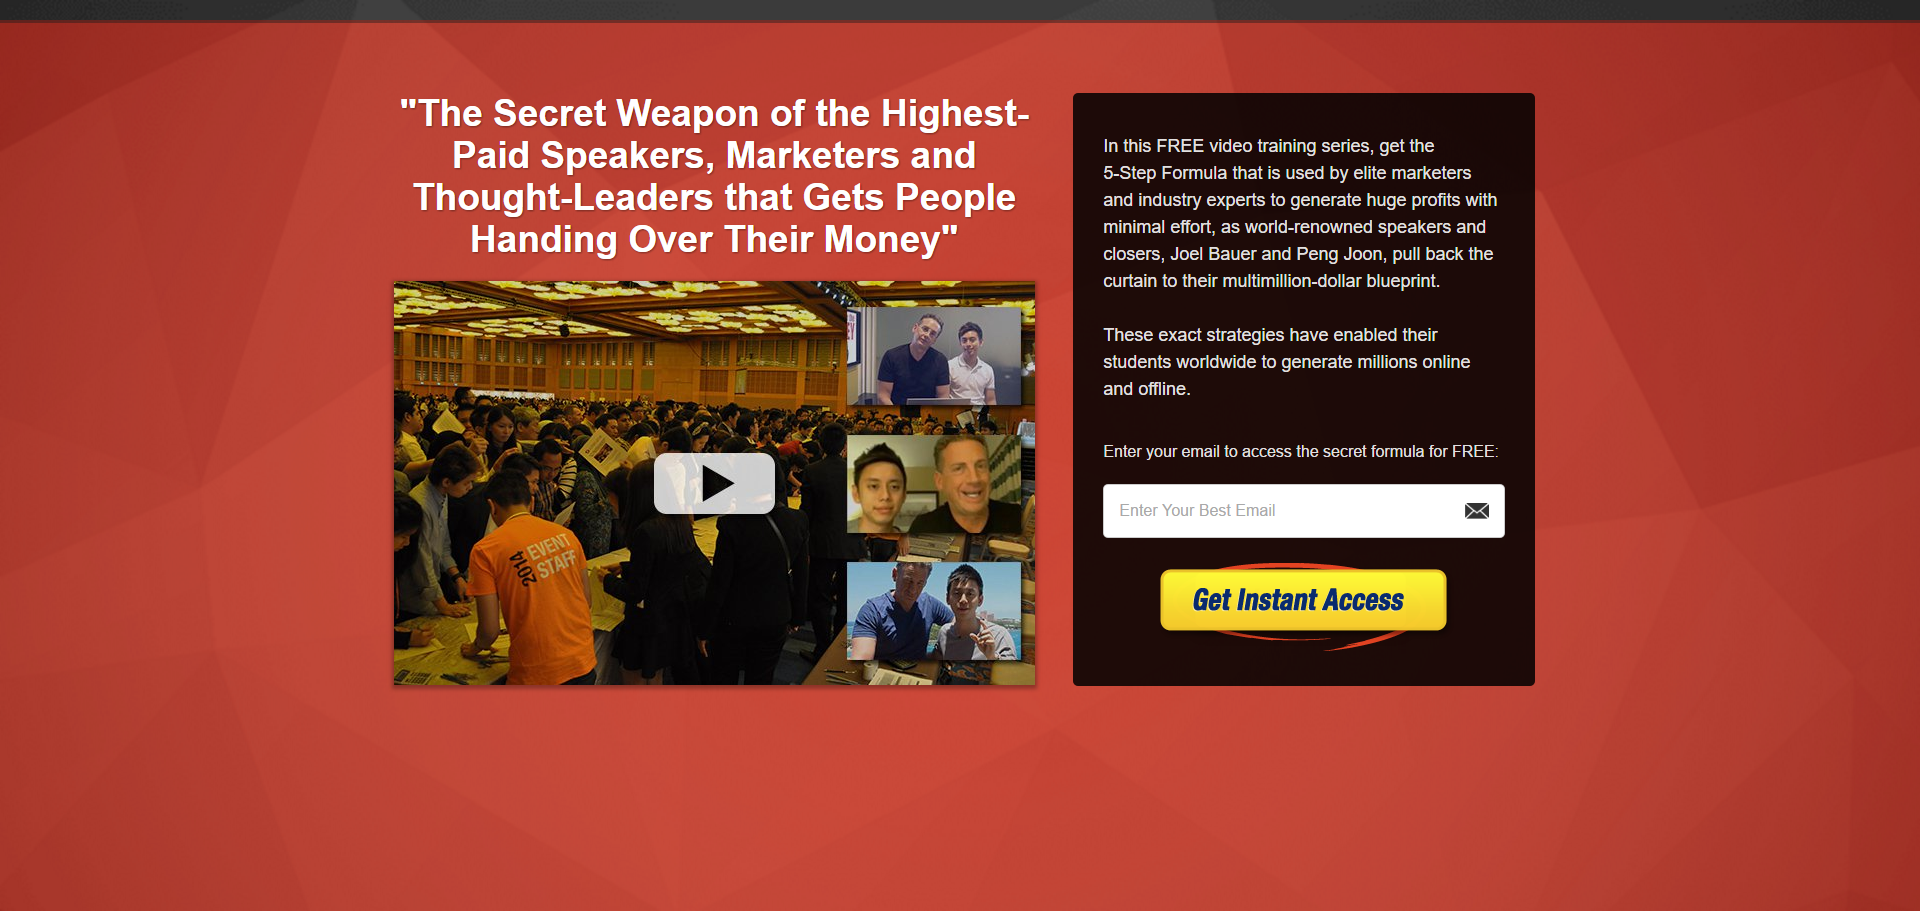 "The Secret Weapon of the Highest-
Paid Speakers, Marketers and
Thought-Leaders that Gets People
Handing Over Their Money"
EVENT
STAFF
2014
In this FREE video training series, get the
5-Step Formula that is used by elite marketers
and industry experts to generate huge profits with
minimal effort, as world-renowned speakers and
closers, Joel Bauer and Peng Joon, pull back the
curtain to their multimillion-dollar blueprint.
These exact strategies have enabled their
students worldwide to generate millions online
and offline.
Enter your email to access the secret formula for FREE:
Enter Your Best Email
Get Instant Access